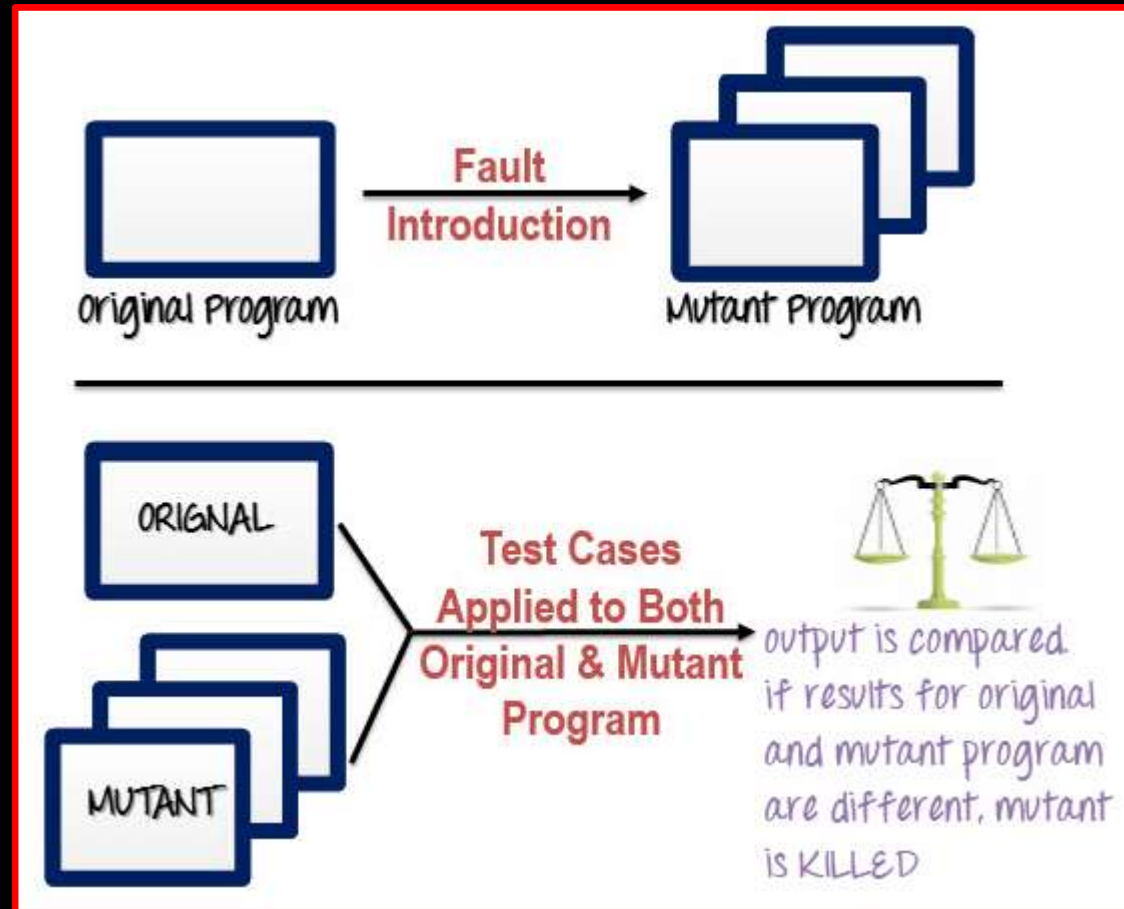 Fault
Introduction
Original Program
Mutant Program
ORIGNAL
MUTANT
Test Cases
Applied to Both
Original & Mutant
Program
output is compared.
if results for original
and mutant program
are different, mutant
is KILLED